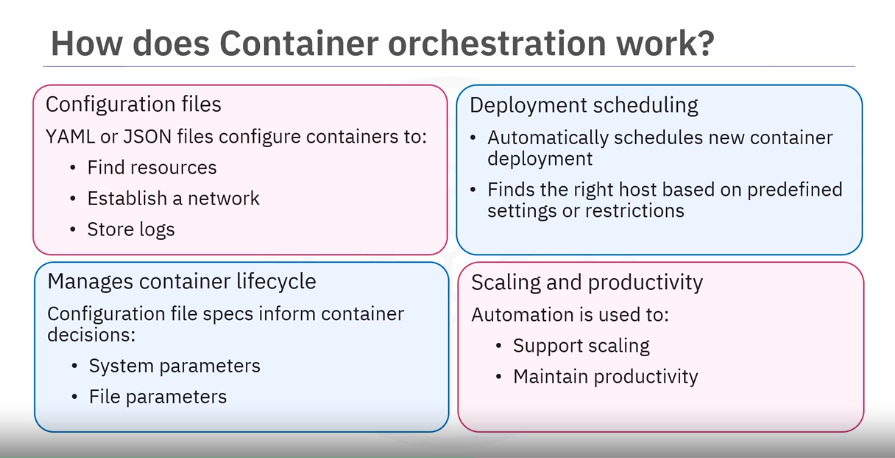 How does Container orchestration work?
Configuration files
YAML or JSON files configure containers to:
• Find resources
• Establish a network
• Store logs
Deployment scheduling
• Automatically schedules new container
deployment
• Finds the right host based on predefined
settings or restrictions
Manages container lifecycle
Configuration file specs inform container
decisions:
• System parameters
• File parameters
Scaling and productivity
Automation is used to:
• Support scaling
• Maintain productivity